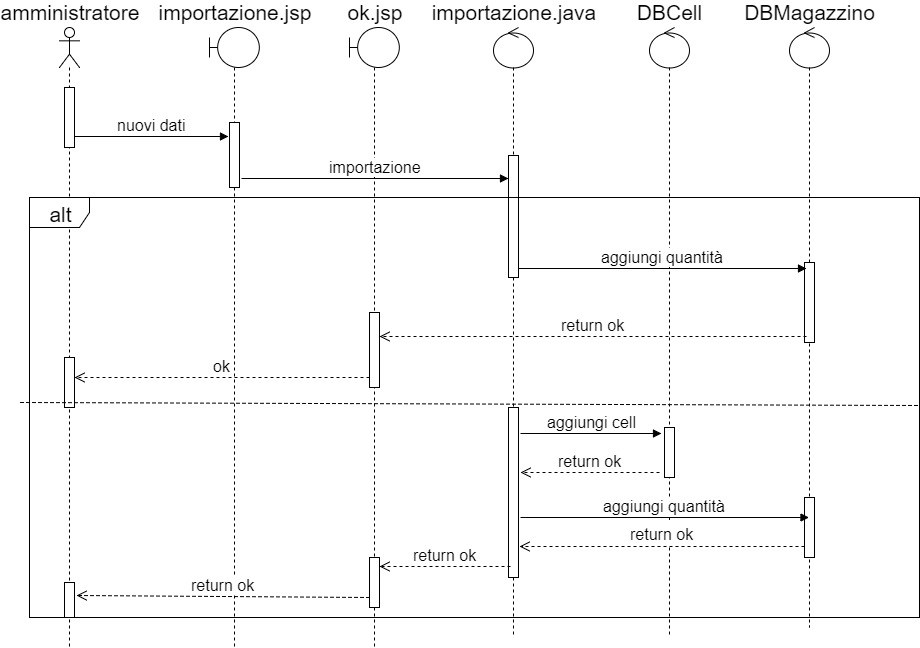 amministratore
importazione.jsp
ok.jsp
importazione.java
DBCell
DBMagazzino
nuovi dati
importazione
alt
aggiungi quantità
return ok
ok
aggiungi cell
return ok
aggiungi quantità
return ok
return ok
return ok